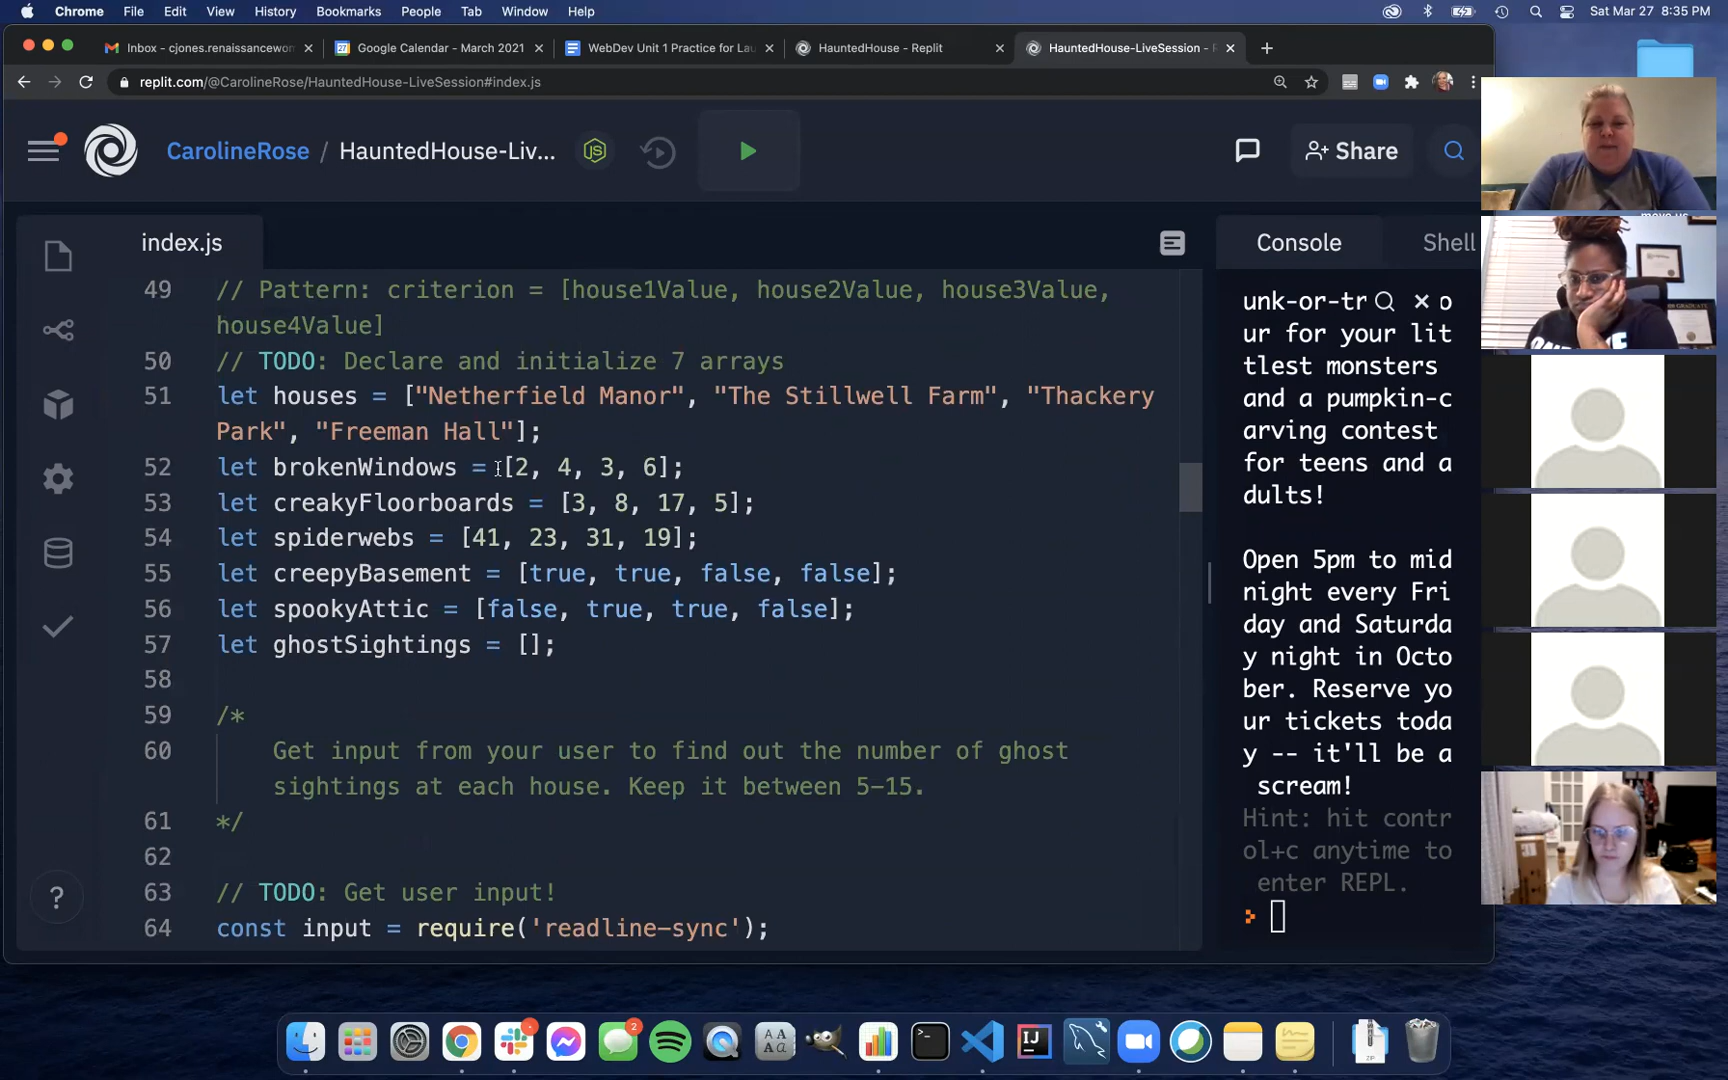 Chrome File Edit View History Bookmarks People Tab Window Help Sat Mar 27 8:35 PM
Inbox - cjones.renaissancewon
Google Calendar - March 2021
WebDev Unit 1 Practice for Lau
HauntedHouse - Replit
HauntedHouse-LiveSession - R
replit.com/@CarolineRose/HauntedHouse-LiveSession#index.js
CarolineRose / HauntedHouse-Liv...
Share
index.js
Console Shell
49 // Pattern: criterion = [house1Value, house2Value, house3Value,
house4Value]
50 // TODO: Declare and initialize 7 arrays
51 let houses = ["Netherfield Manor", "The Stillwell Farm", "Thackery
Park", "Freeman Hall"];
52 let brokenWindows = [2, 4, 3, 6];
53 let creakyFloorboards = [3, 8, 17, 5];
54 let spiderwebs = [41, 23, 31, 19];
55 let creepyBasement = [true, true, false, false];
56 let spookyAttic = [false, true, true, false];
57 let ghostSightings = [];
58
59 /*
60 Get input from your user to find out the number of ghost
sightings at each house. Keep it between 5-15.
61 */
62
63 // TODO: Get user input!
64 const input = require('readline-sync');
unk-or-tr o
ur for your lit
tlest monsters
and a pumpkin-c
arving contest
for teens and a
dults!
Open 5pm to mid
night every Fri
day and Saturda
y night in Octo
ber. Reserve yo
ur tickets toda
y -- it'll be a
scream!
Hint: hit contr
ol+c anytime to
enter REPL.